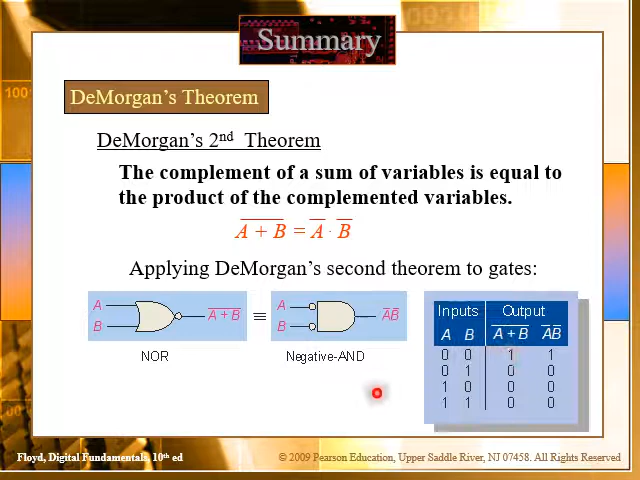 Summary
100
DeMorgan's Theorem
DeMorgan's 2nd Theorem
The complement of a sum of variables is equal to
the product of the complemented variables.
A̅ ̅+̅ ̅B̅ = A̅ · B̅
Applying DeMorgan's second theorem to gates:
A
B
A̅ ̅+̅ ̅B̅
NOR
≡
A
B
A̅B̅
Negative-AND
Inputs Output
A B A̅ ̅+̅ ̅B̅ A̅B̅
0 0 1 1
0 1 0 0
1 0 0 0
1 1 0 0
Floyd, Digital Fundamentals, 10th ed
© 2009 Pearson Education, Upper Saddle River, NJ 07458. All Rights Reserved